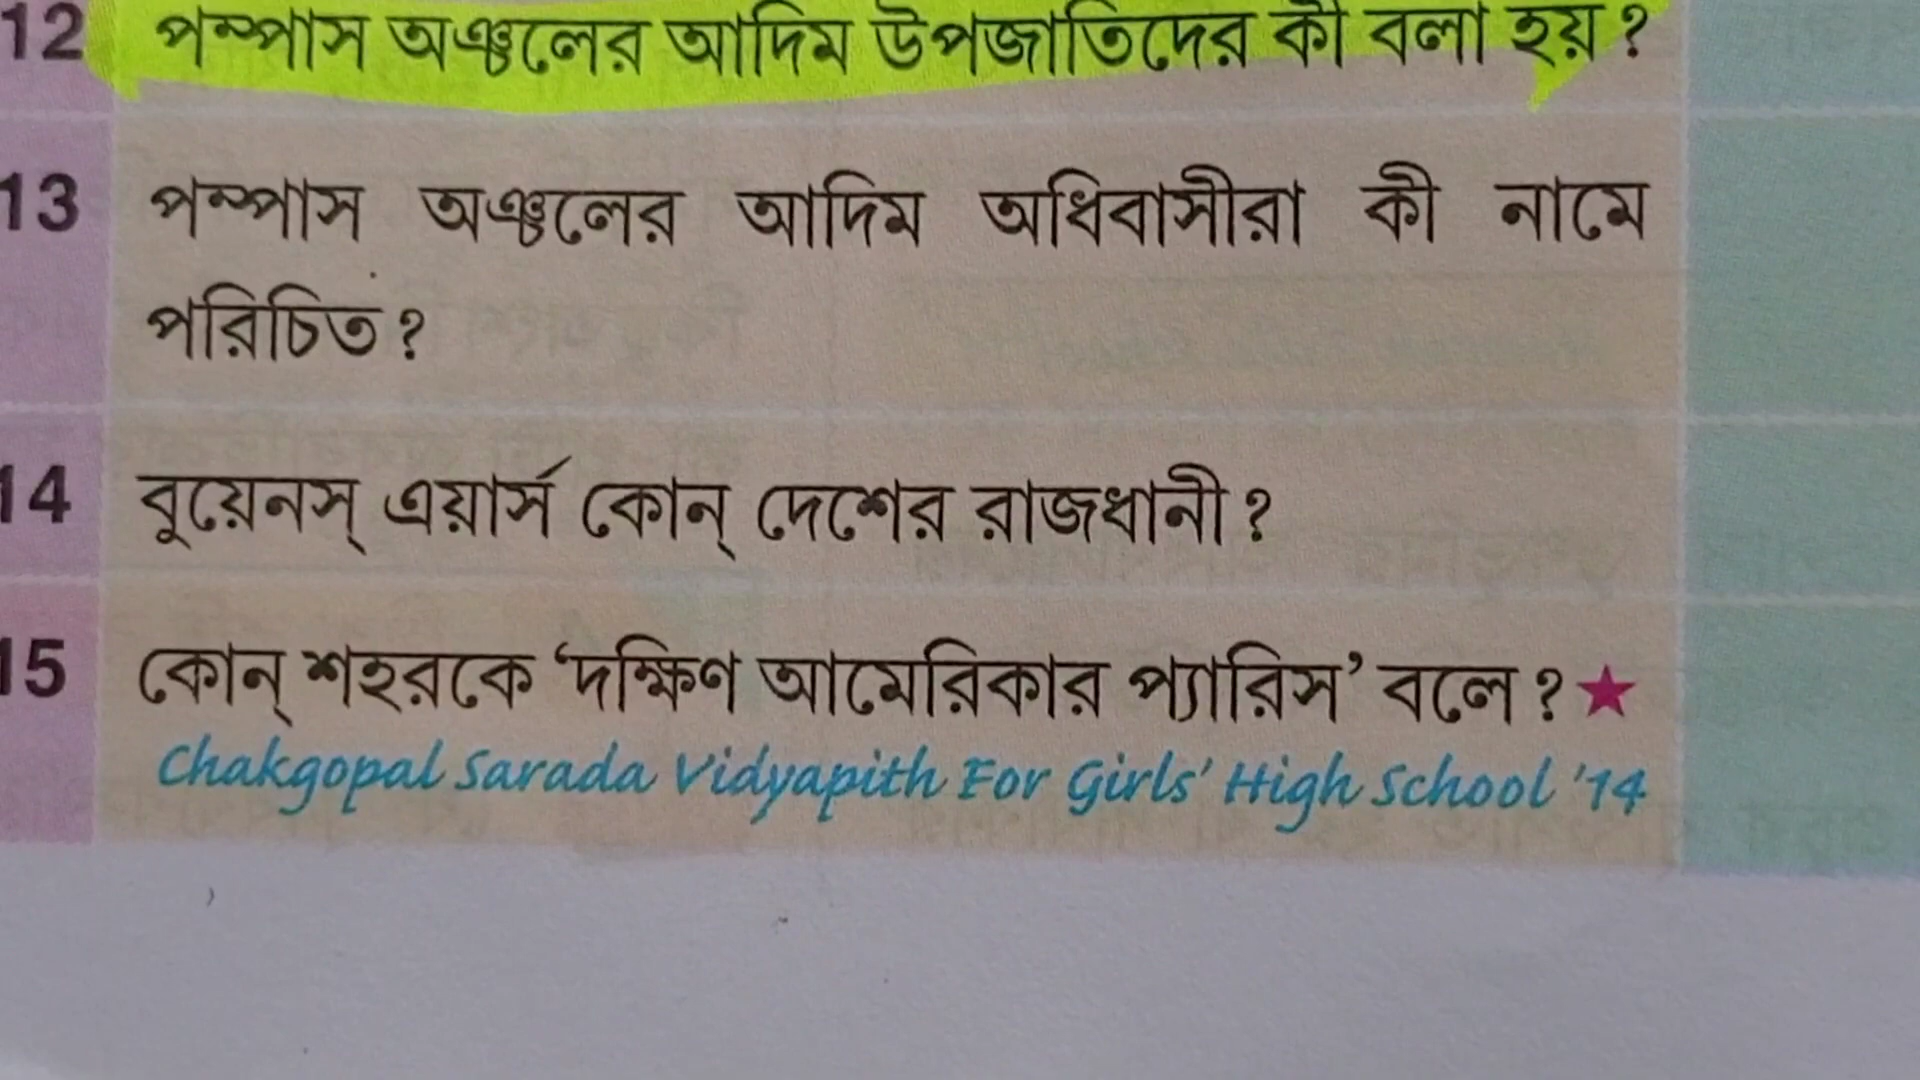 12 পম্পাস অঞ্চলের আদিম উপজাতিদের কী বলা হয়?
13 পম্পাস অঞ্চলের আদিম অধিবাসীরা কী নামে
পরিচিত?
14 বুয়েনস্ এয়ার্স কোন্ দেশের রাজধানী?
15 কোন্ শহরকে ‘দক্ষিণ আমেরিকার প্যারিস’ বলে? ★
Chakgopal Sarada Vidyapith For Girls' High School '14